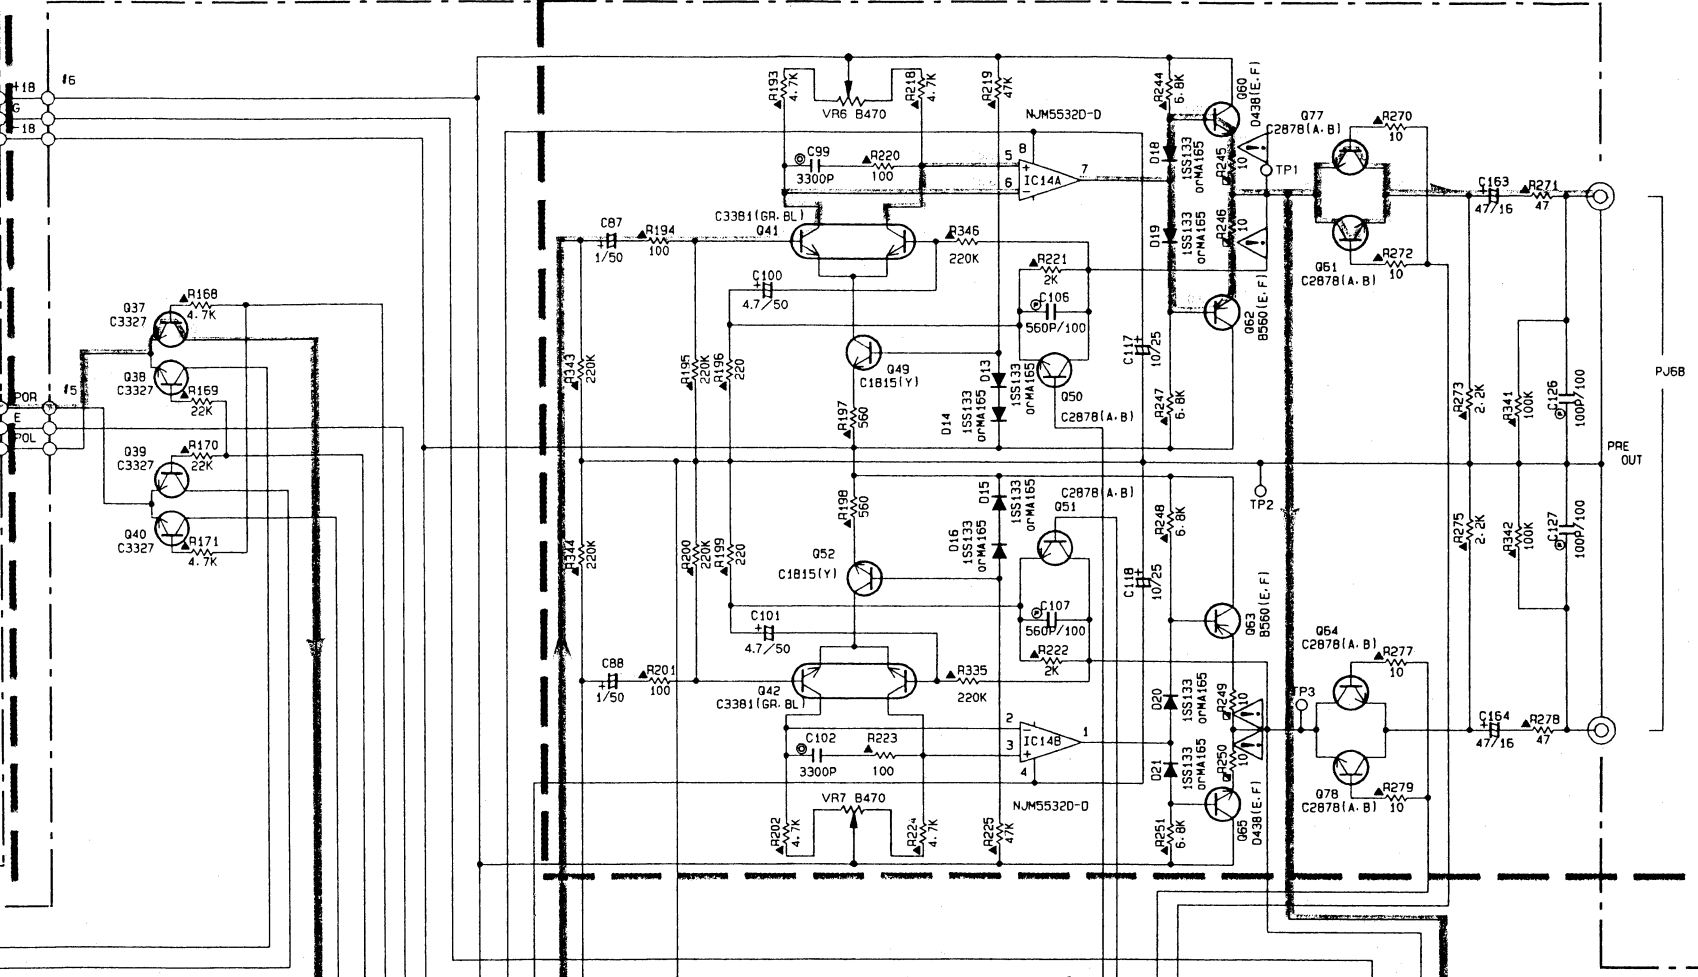 +18
G
-18
#6
R193
4.7K
VR6 B470
R218
4.7K
R219
47K
NJM5532D-D
R244
6.8K
Q60
D438(E.F)
Q77
C2878(A.B)
R270
10
C99
3300P
R220
100
5
8
6
7
IC14A
D18
1SS133
orMA165
R245
10
TP1
C163
47/16
R271
47
C3381(GR.BL)
Q41
C87
1/50
R194
100
R346
220K
D19
1SS133
orMA165
R246
10
R221
2K
Q61
C2878(A.B)
R272
10
C100
4.7/50
C106
560P/100
Q62
B560(E.F)
Q37
C3327
R168
4.7K
Q38
C3327
R169
22K
R343
220K
R195
220K
R196
220
Q49
C1815(Y)
D13
1SS133
orMA165
C117
10/25
Q50
C2878(A.B)
R197
560
D14
1SS133
orMA165
R247
6.8K
R273
2.2K
R341
100K
C126
100P/100
PJ6B
POR
E
POL
#5
Q39
C3327
R170
22K
PRE
OUT
TP2
Q40
C3327
R171
4.7K
R344
220K
R200
220K
R199
220
R198
560
D15
1SS133
orMA165
C2878(A.B)
Q51
R248
6.8K
D16
1SS133
orMA165
Q52
C1815(Y)
R275
2.2K
R342
100K
C127
100P/100
C118
10/25
C101
4.7/50
C107
560P/100
Q63
B560(E.F)
R222
2K
Q64
C2878(A.B)
R277
10
C88
1/50
R201
100
Q42
C3381(GR.BL)
R335
220K
D20
1SS133
orMA165
R249
10
TP3
C164
47/16
R278
47
C102
3300P
R223
100
2
3
4
1
IC14B
D21
1SS133
orMA165
R250
10
Q78
C2878(A.B)
R279
10
VR7 B470
NJM5532D-D
R202
4.7K
R224
4.7K
R225
47K
R251
6.8K
Q65
D438(E.F)